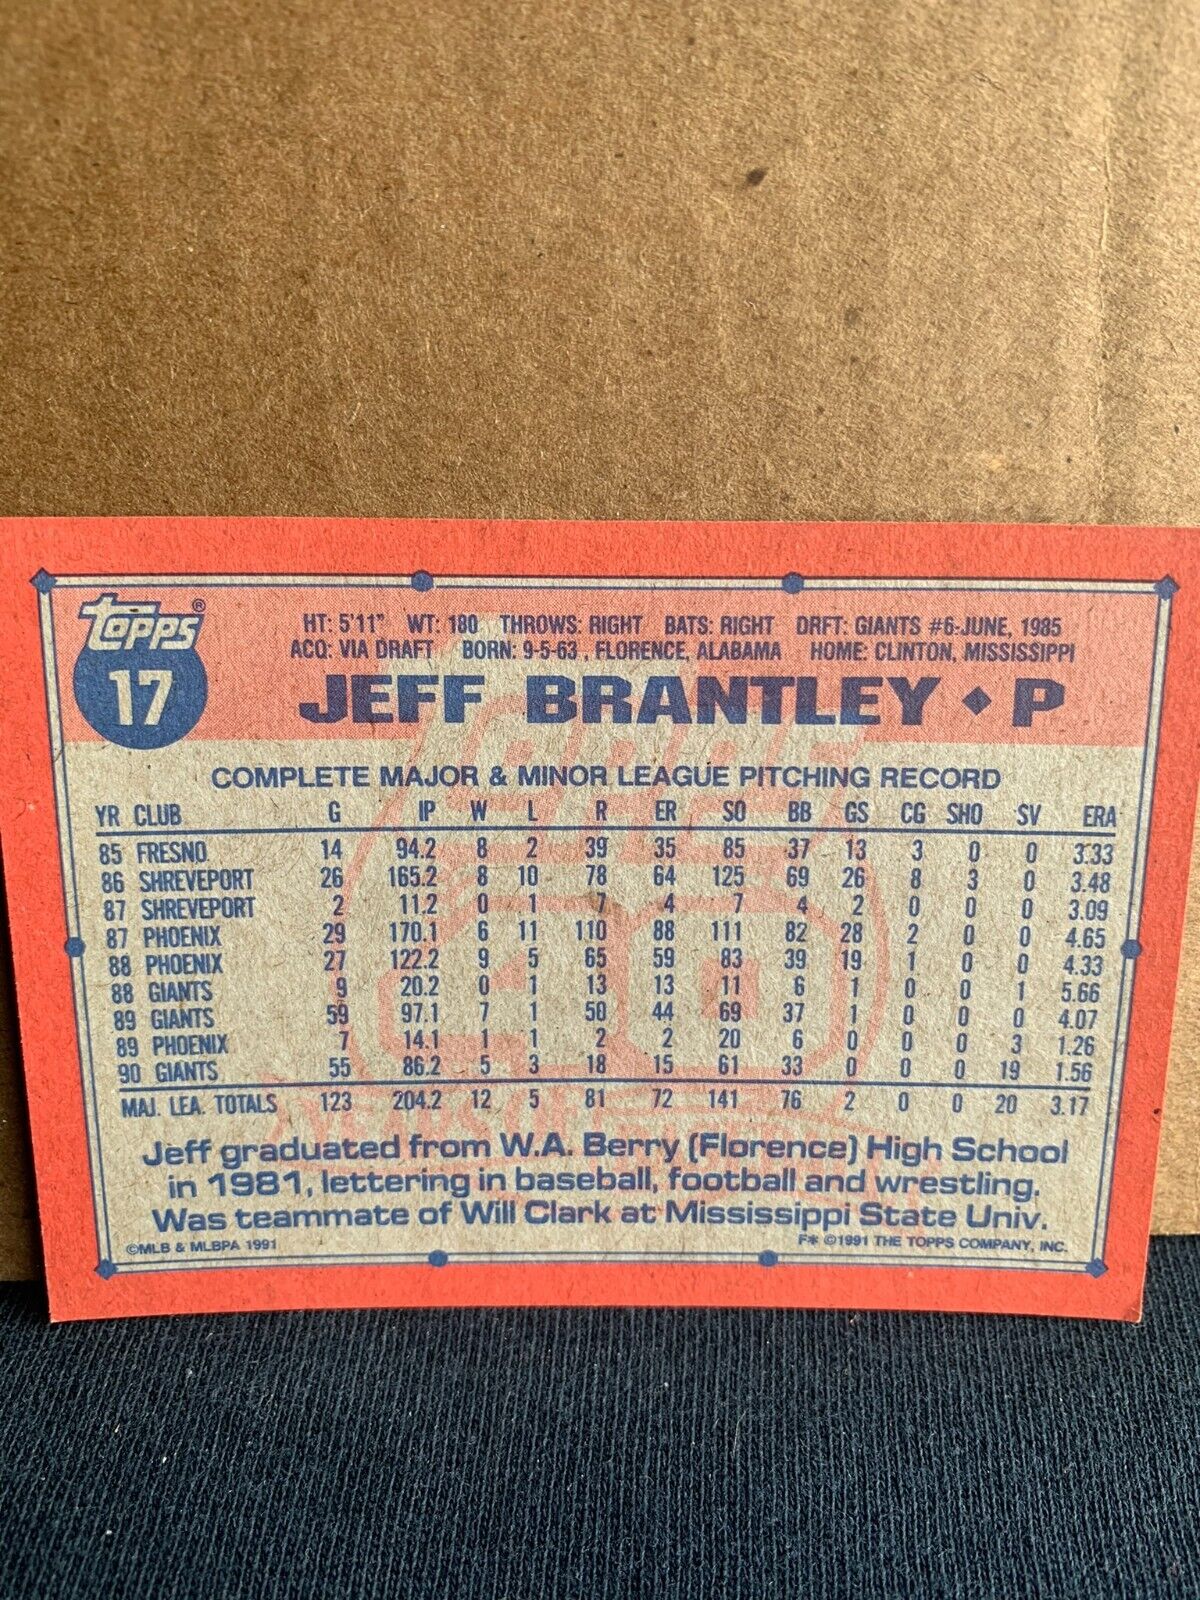 topps®
17
HT: 5'11" WT: 180 THROWS: RIGHT BATS: RIGHT DRFT: GIANTS #6-JUNE, 1985
ACQ: VIA DRAFT BORN: 9-5-63, FLORENCE, ALABAMA HOME: CLINTON, MISSISSIPPI
JEFF BRANTLEY ♦ P
COMPLETE MAJOR & MINOR LEAGUE PITCHING RECORD
YR CLUB G IP W L R ER SO BB GS CG SHO SV ERA
85 FRESNO 14 94.2 8 2 39 35 85 37 13 3 0 0 3.33
86 SHREVEPORT 26 165.2 8 10 78 64 125 69 26 8 3 0 3.48
87 SHREVEPORT 2 11.2 0 1 7 4 7 4 2 0 0 0 3.09
87 PHOENIX 29 170.1 6 11 110 88 111 82 28 2 0 0 4.65
88 PHOENIX 27 122.2 9 5 65 59 83 39 19 1 0 0 4.33
88 GIANTS 9 20.2 0 1 13 13 11 6 1 0 0 1 5.66
89 GIANTS 59 97.1 7 1 50 44 69 37 1 0 0 0 4.07
89 PHOENIX 7 14.1 1 1 2 2 20 6 0 0 0 3 1.26
90 GIANTS 55 86.2 5 3 18 15 61 33 0 0 0 19 1.56
MAJ. LEA. TOTALS 123 204.2 12 5 81 72 141 76 2 0 0 20 3.17
Jeff graduated from W.A. Berry (Florence) High School
in 1981, lettering in baseball, football and wrestling.
Was teammate of Will Clark at Mississippi State Univ.
©MLB & MLBPA 1991 F* ©1991 THE TOPPS COMPANY, INC.